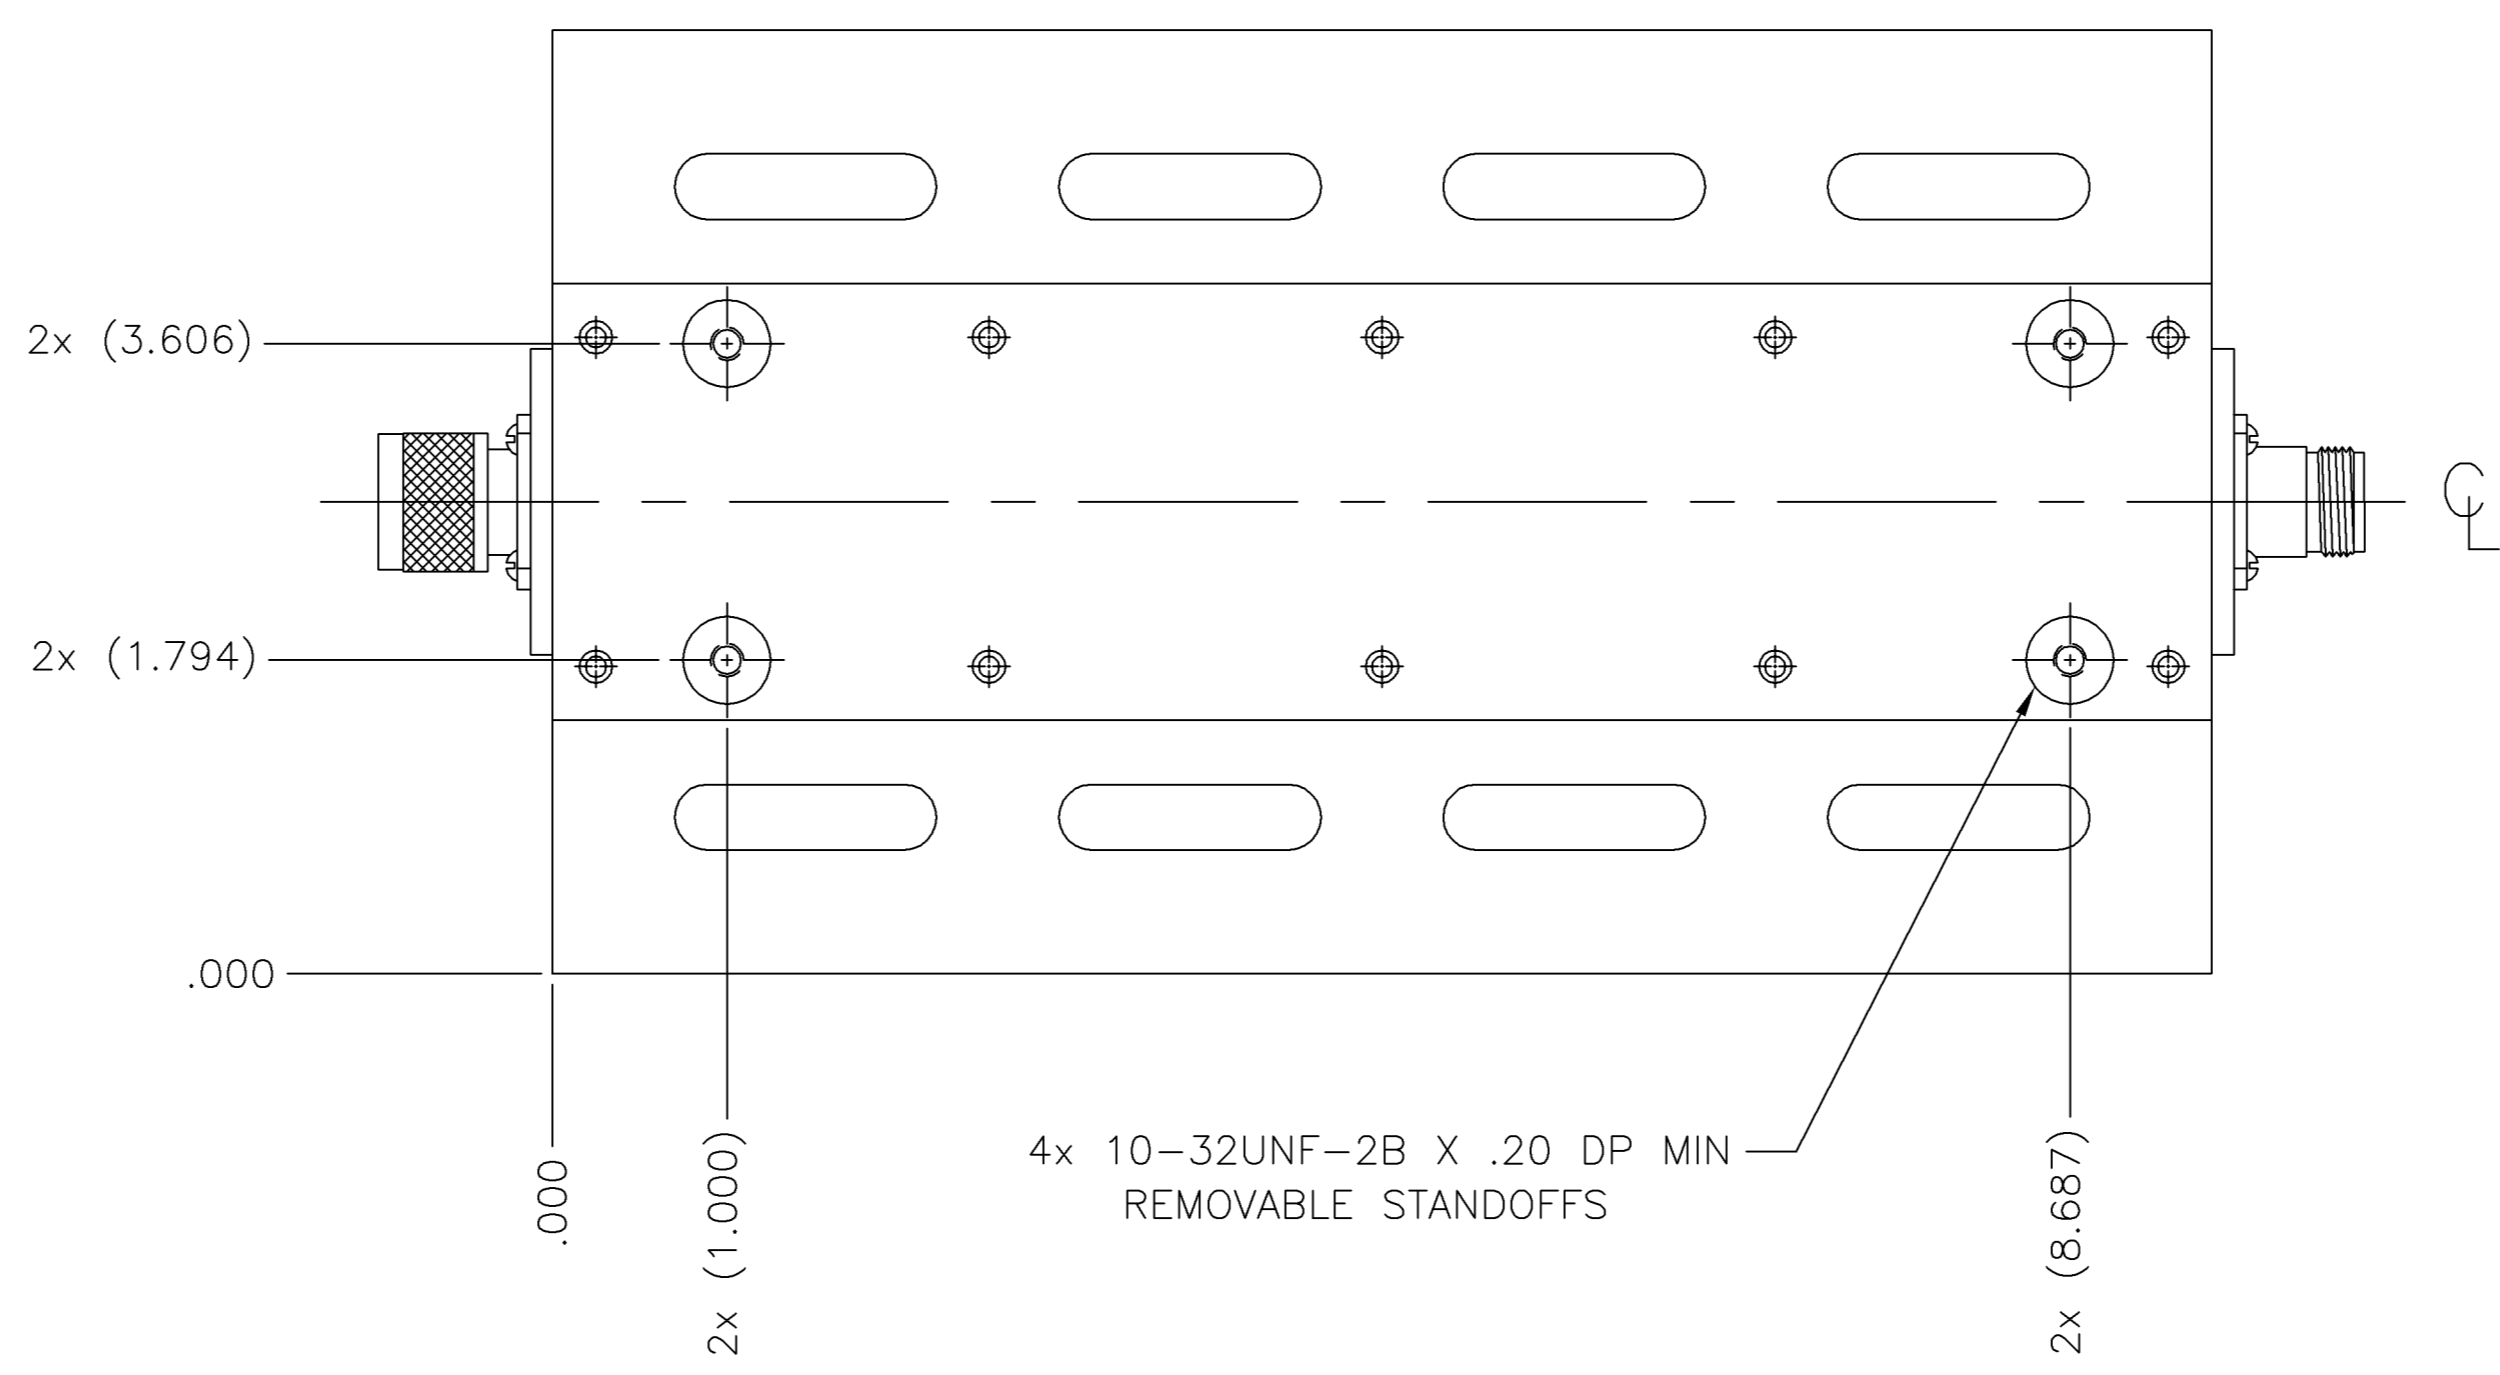 2x (3.606)
CL
2x (1.794)
.000
.000
2x (1.000)
4x 10-32UNF-2B X .20 DP MIN
REMOVABLE STANDOFFS
2x (8.687)